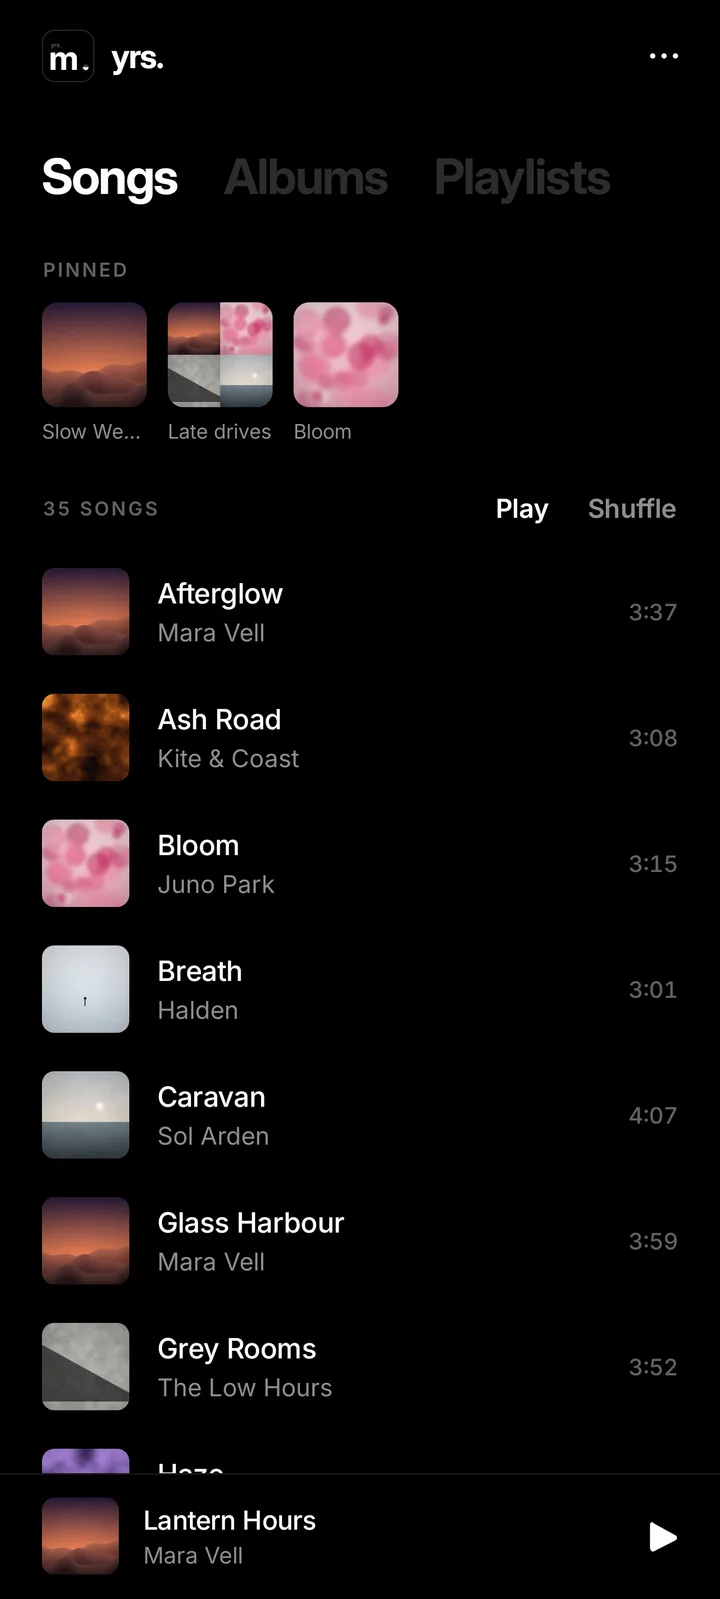 yrs.
m.
yrs.
Songs Albums Playlists
PINNED
Slow We... Late drives Bloom
35 SONGS Play Shuffle
Afterglow
Mara Vell
3:37
Ash Road
Kite & Coast
3:08
Bloom
Juno Park
3:15
Breath
Halden
3:01
Caravan
Sol Arden
4:07
Glass Harbour
Mara Vell
3:59
Grey Rooms
The Low Hours
3:52
Haze
Lantern Hours
Mara Vell